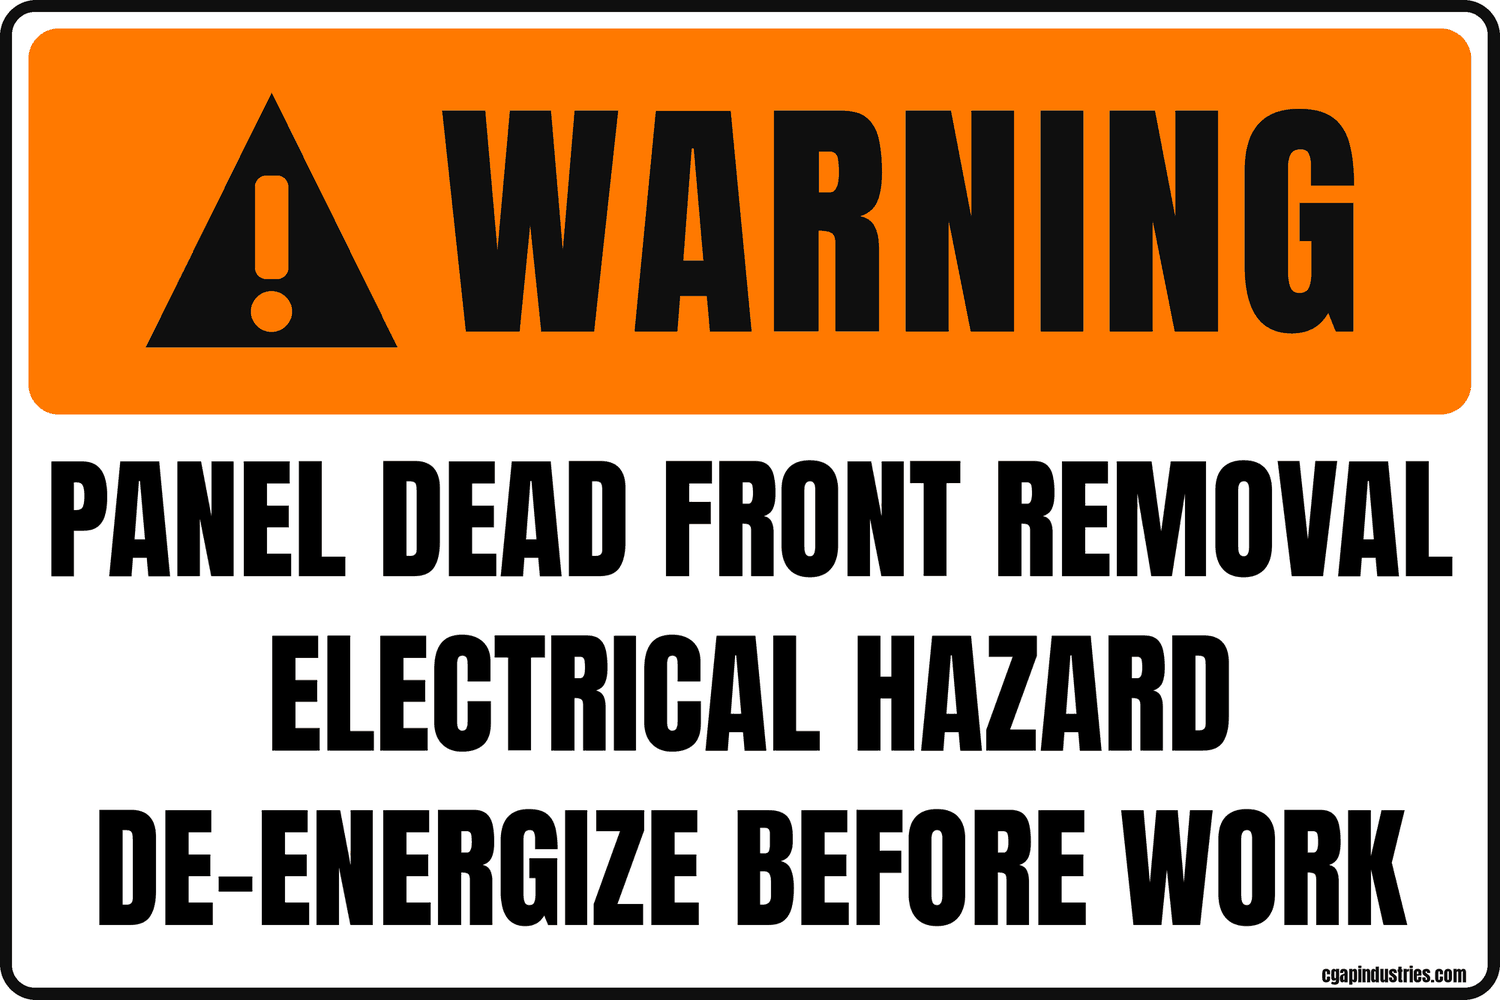 WARNING
PANEL DEAD FRONT REMOVAL
ELECTRICAL HAZARD
DE-ENERGIZE BEFORE WORK
cgapindustries.com